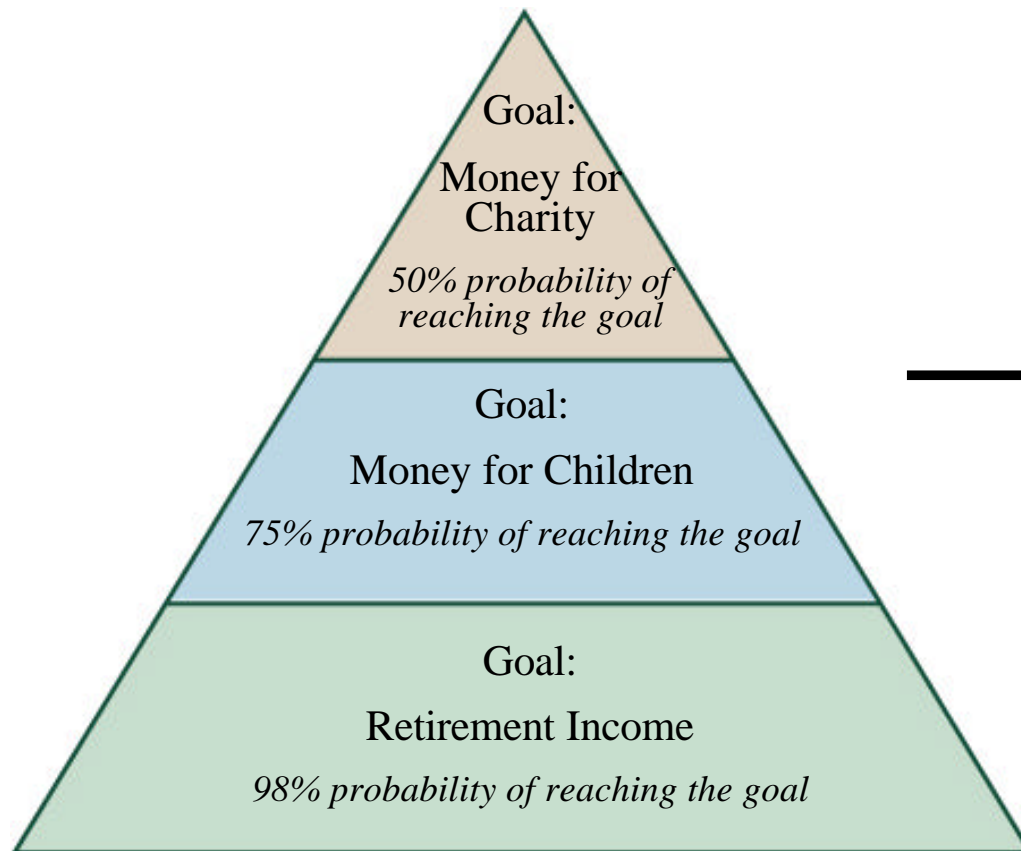 Goal:
Money for
Charity
50% probability of
reaching the goal
Goal:
Money for Children
75% probability of reaching the goal
Goal:
Retirement Income
98% probability of reaching the goal